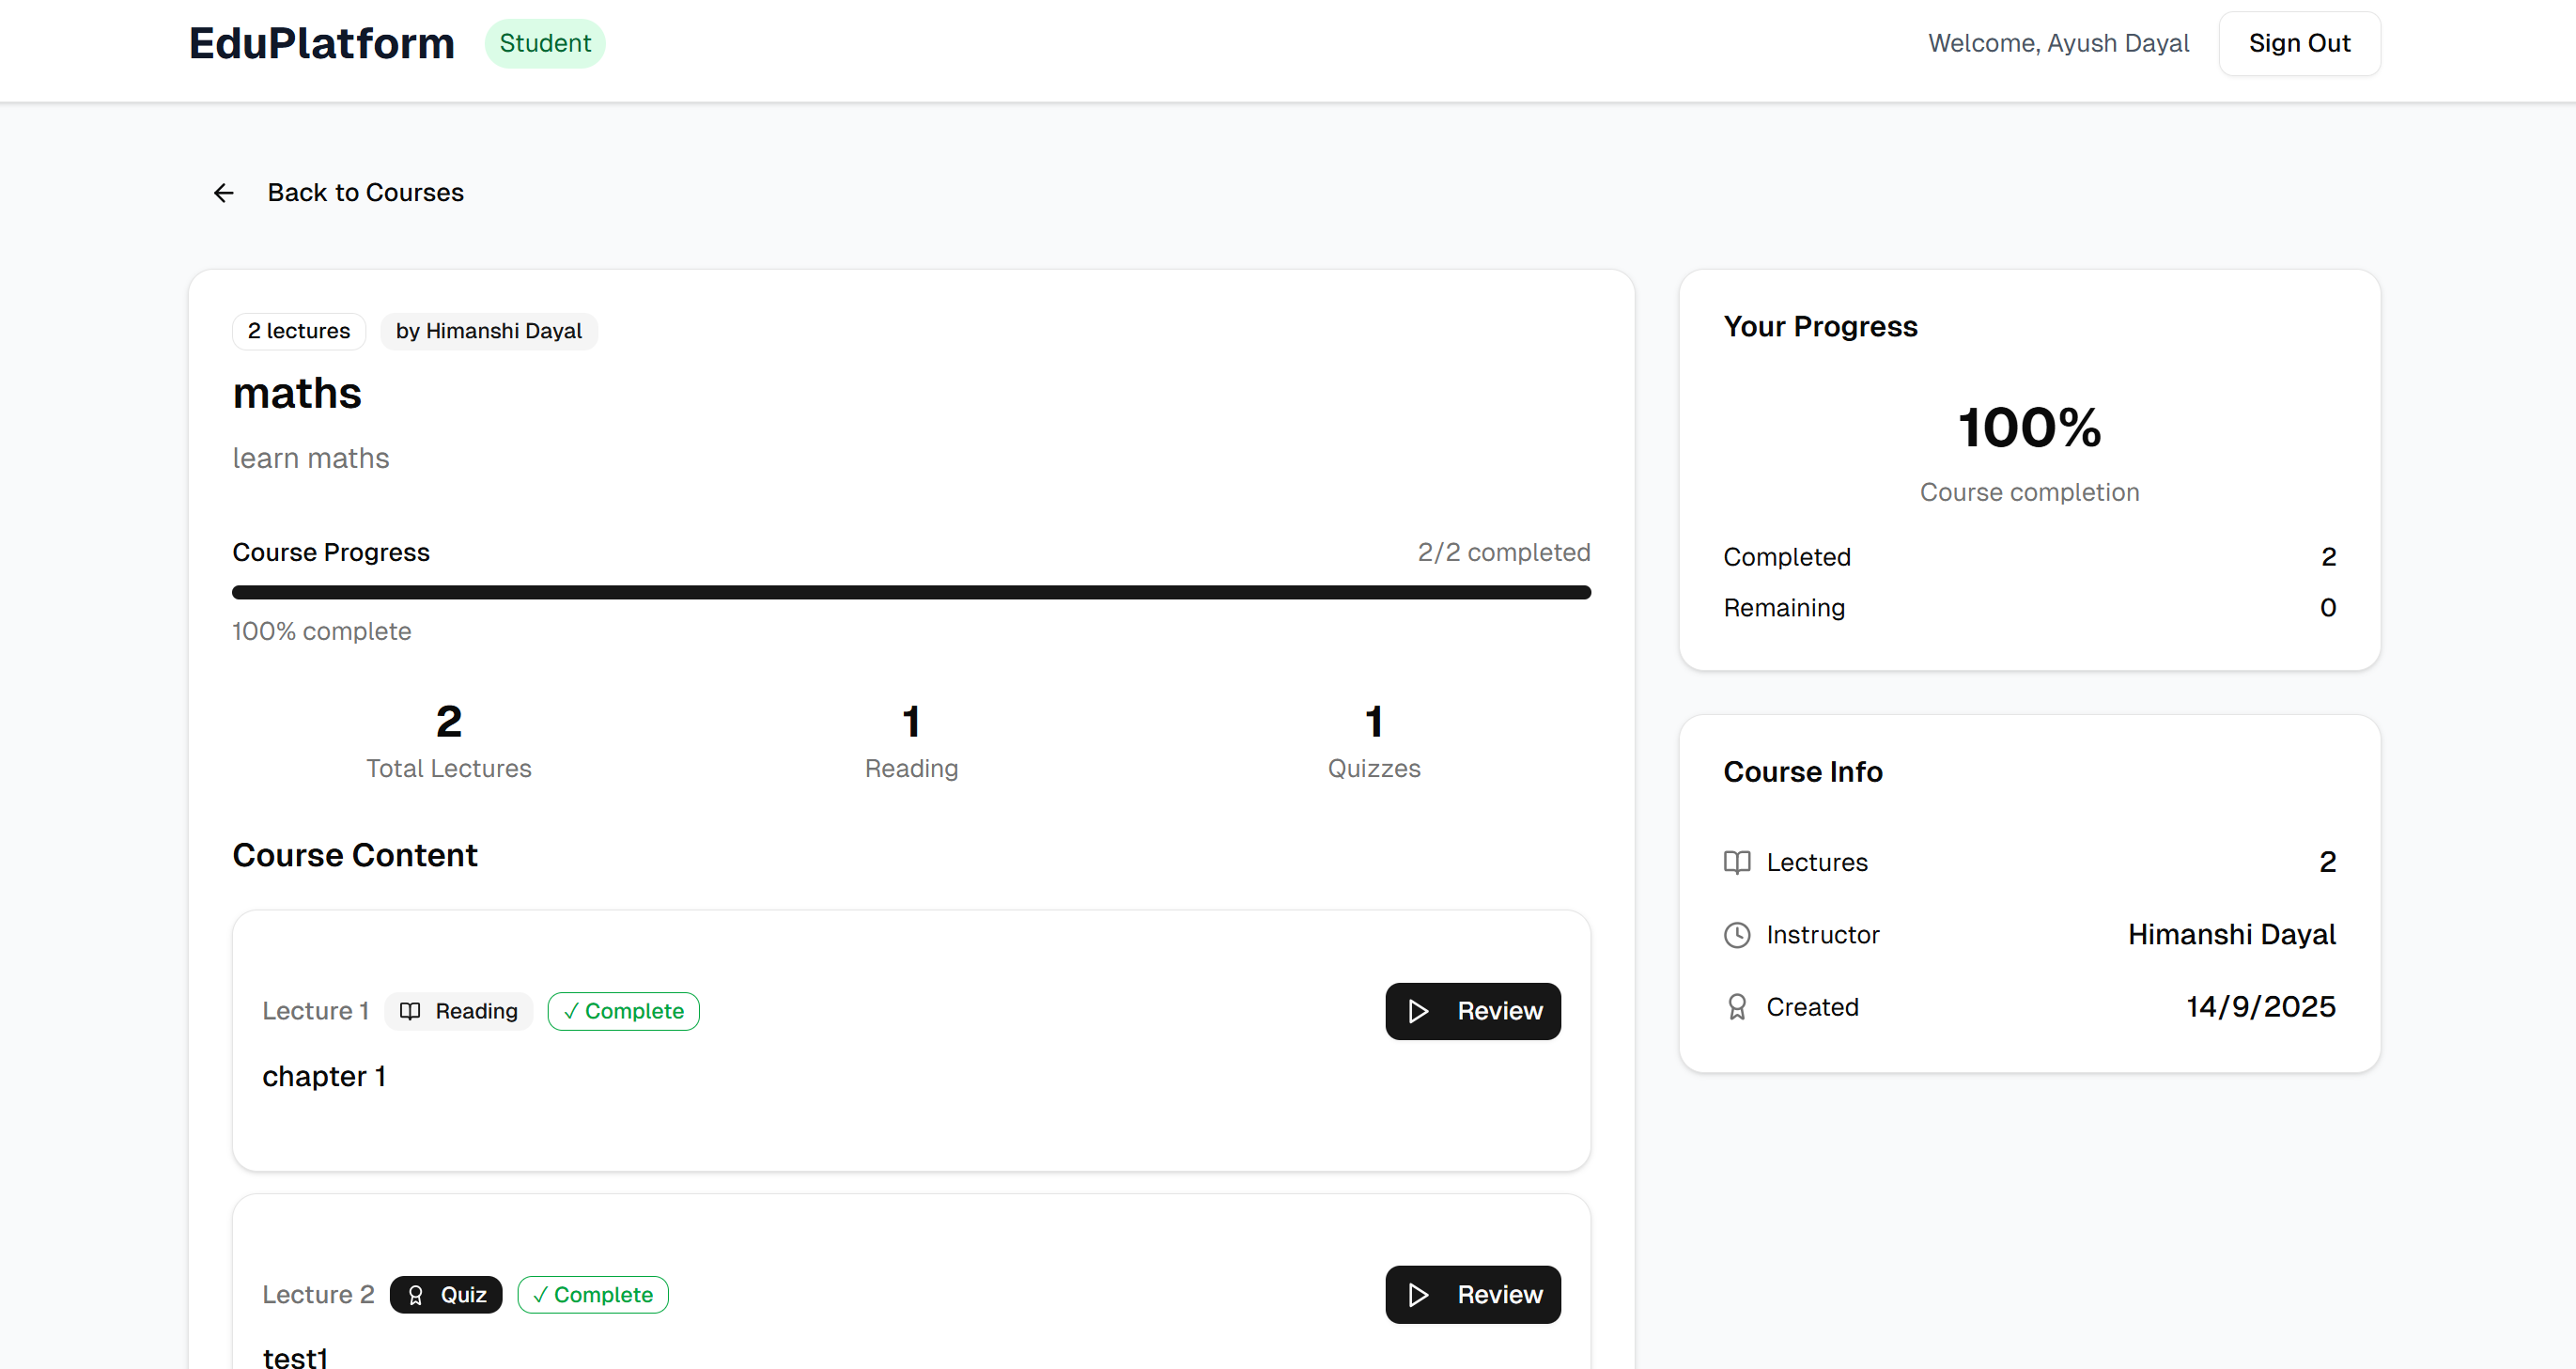 EduPlatform Student Welcome, Ayush Dayal Sign Out
Back to Courses
2 lectures by Himanshi Dayal
maths
learn maths
Course Progress 2/2 completed
100% complete
2 1 1
Total Lectures Reading Quizzes
Course Content
Lecture 1 Reading ✓ Complete Review
chapter 1
Lecture 2 Quiz ✓ Complete Review
test1
Your Progress
100%
Course completion
Completed 2
Remaining 0
Course Info
Lectures 2
Instructor Himanshi Dayal
Created 14/9/2025